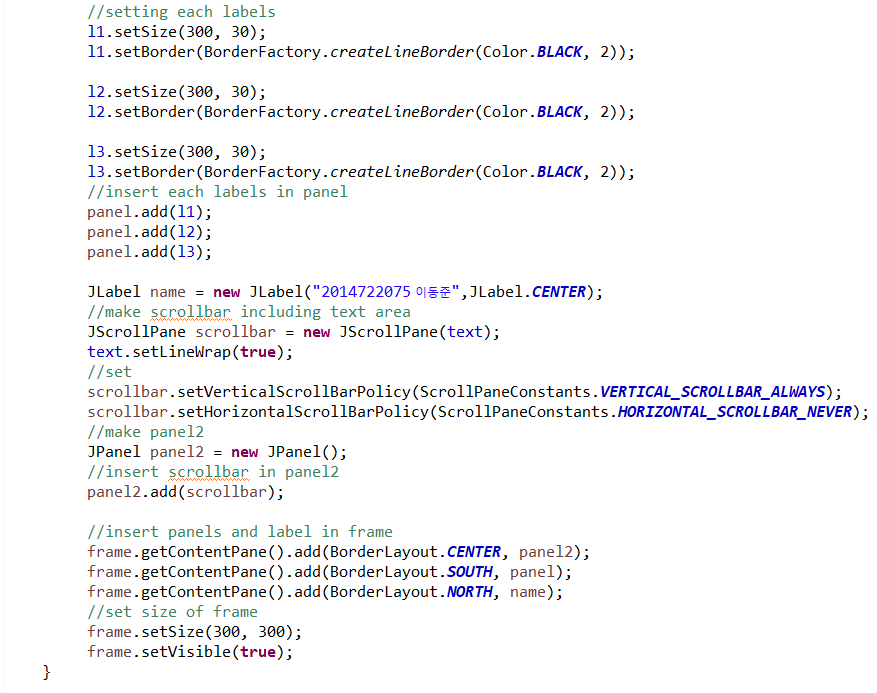 //setting each labels
l1.setSize(300, 30);
l1.setBorder(BorderFactory.createLineBorder(Color.BLACK, 2));
l2.setSize(300, 30);
l2.setBorder(BorderFactory.createLineBorder(Color.BLACK, 2));
l3.setSize(300, 30);
l3.setBorder(BorderFactory.createLineBorder(Color.BLACK, 2));
//insert each labels in panel
panel.add(l1);
panel.add(l2);
panel.add(l3);
JLabel name = new JLabel("2014722075 이동준",JLabel.CENTER);
//make scrollbar including text area
JScrollPane scrollbar = new JScrollPane(text);
text.setLineWrap(true);
//set
scrollbar.setVerticalScrollBarPolicy(ScrollPaneConstants.VERTICAL_SCROLLBAR_ALWAYS);
scrollbar.setHorizontalScrollBarPolicy(ScrollPaneConstants.HORIZONTAL_SCROLLBAR_NEVER);
//make panel2
JPanel panel2 = new JPanel();
//insert scrollbar in panel2
panel2.add(scrollbar);
//insert panels and label in frame
frame.getContentPane().add(BorderLayout.CENTER, panel2);
frame.getContentPane().add(BorderLayout.SOUTH, panel);
frame.getContentPane().add(BorderLayout.NORTH, name);
//set size of frame
frame.setSize(300, 300);
frame.setVisible(true);
}